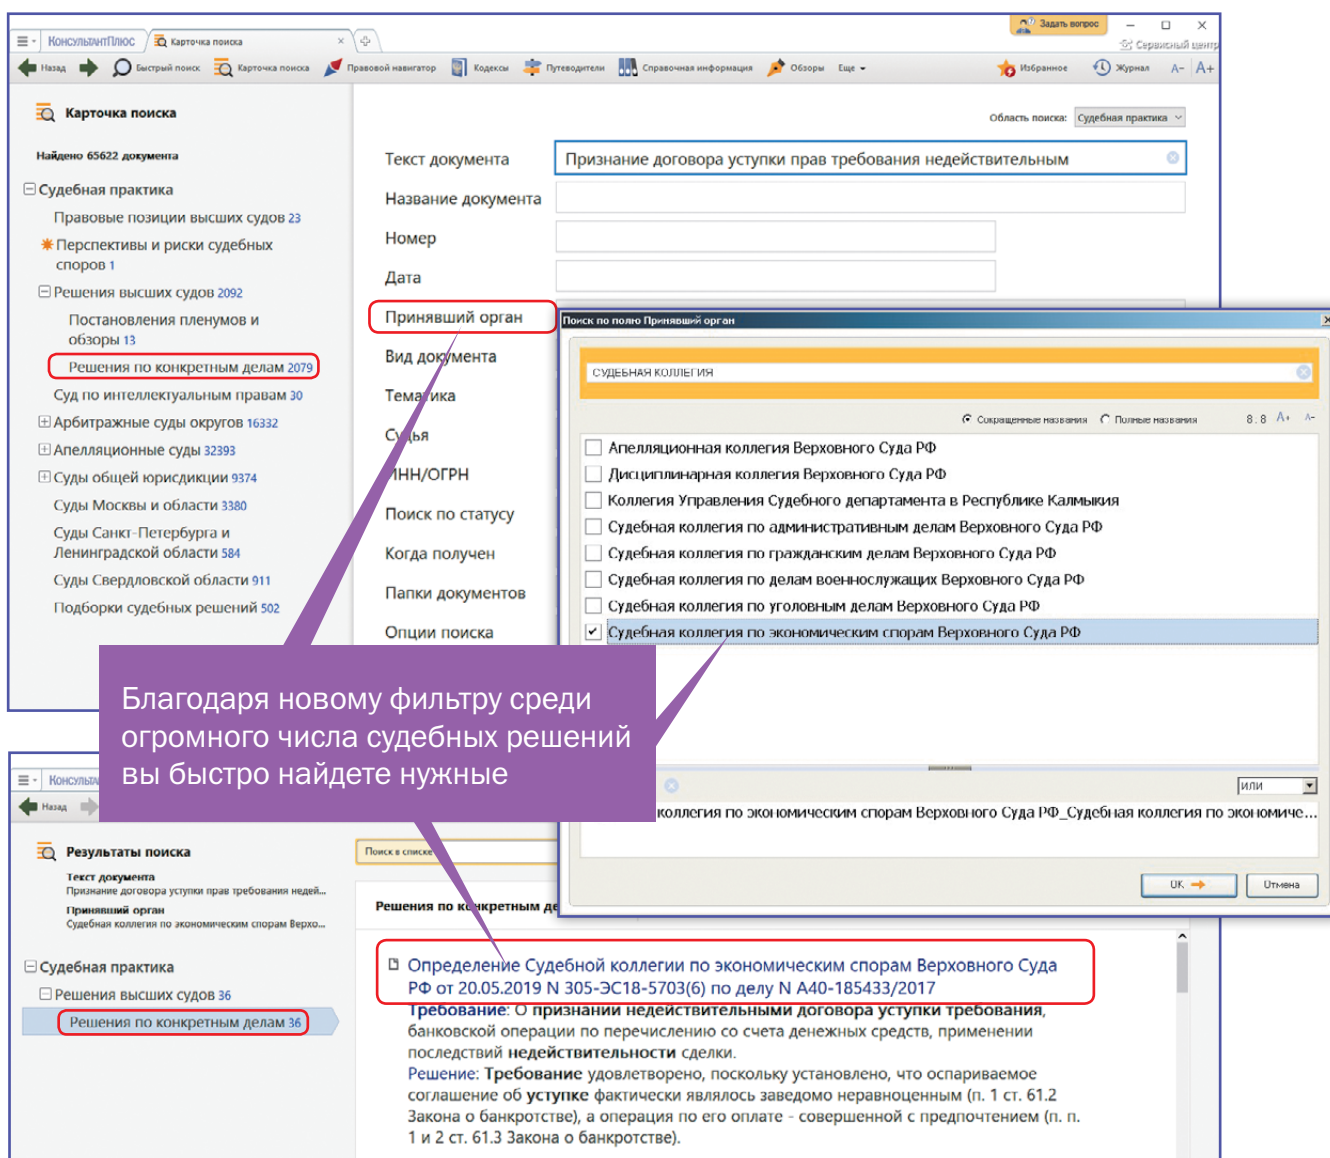 Задать вопрос
КонсультантПлюс
Карточка поиска
Сервисный центр
Назад
Быстрый поиск
Карточка поиска
Правовой навигатор
Кодексы
Путеводители
Справочная информация
Обзоры
Еще
Избранное
Журнал
A- A+
Карточка поиска
Область поиска: Судебная практика
Найдено 65622 документа
Судебная практика
Правовые позиции высших судов 23
Перспективы и риски судебных
споров 1
Решения высших судов 2092
Постановления пленумов и
обзоры 13
Решения по конкретным делам 2079
Суд по интеллектуальным правам 30
Арбитражные суды округов 16332
Апелляционные суды 32393
Суды общей юрисдикции 9374
Суды Москвы и области 3380
Суды Санкт-Петербурга и
Ленинградской области 584
Суды Свердловской области 911
Подборки судебных решений 502
Текст документа
Признание договора уступки прав требования недействительным
Название документа
Номер
Дата
Принявший орган
Вид документа
Тематика
Судья
ИНН/ОГРН
Поиск по статусу
Когда получен
Папки документов
Опции поиска
Поиск по полю Принявший орган
СУДЕБНАЯ КОЛЛЕГИЯ
Сокращенные названия
Полные названия
8 . 8 A+ A-
Апелляционная коллегия Верховного Суда РФ
Дисциплинарная коллегия Верховного Суда РФ
Коллегия Управления Судебного департамента в Республике Калмыкия
Судебная коллегия по административным делам Верховного Суда РФ
Судебная коллегия по гражданским делам Верховного Суда РФ
Судебная коллегия по делам военнослужащих Верховного Суда РФ
Судебная коллегия по уголовным делам Верховного Суда РФ
Судебная коллегия по экономическим спорам Верховного Суда РФ
ИЛИ
коллегия по экономическим спорам Верховного Суда РФ_Судебная коллегия по экономиче...
OK
Отмена
Благодаря новому фильтру среди
огромного числа судебных решений
вы быстро найдете нужные
Назад
Результаты поиска
Текст документа
Признание договора уступки прав требования недей...
Принявший орган
Судебная коллегия по экономическим спорам Верхо...
Судебная практика
Решения высших судов 36
Решения по конкретным делам 36
Поиск в списке
Решения по конкретным де
Определение Судебной коллегии по экономическим спорам Верховного Суда
РФ от 20.05.2019 N 305-ЭС18-5703(6) по делу N А40-185433/2017
Требование: О признании недействительными договора уступки требования,
банковской операции по перечислению со счета денежных средств, применении
последствий недействительности сделки.
Решение: Требование удовлетворено, поскольку установлено, что оспариваемое
соглашение об уступке фактически являлось заведомо неравноценным (п. 1 ст. 61.2
Закона о банкротстве), а операция по его оплате - совершенной с предпочтением (п. п.
1 и 2 ст. 61.3 Закона о банкротстве).